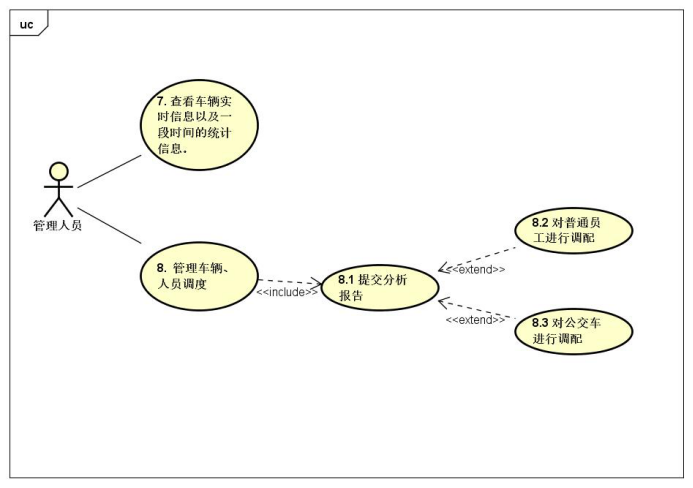 uc
7. 查看车辆实
时信息以及一
段时间的统计
信息.
管理人员
8. 管理车辆、
人员调度
<<include>>
8.1 提交分析
报告
<<extend>>
8.2 对普通员
工进行调配
<<extend>>
8.3 对公交车
进行调配